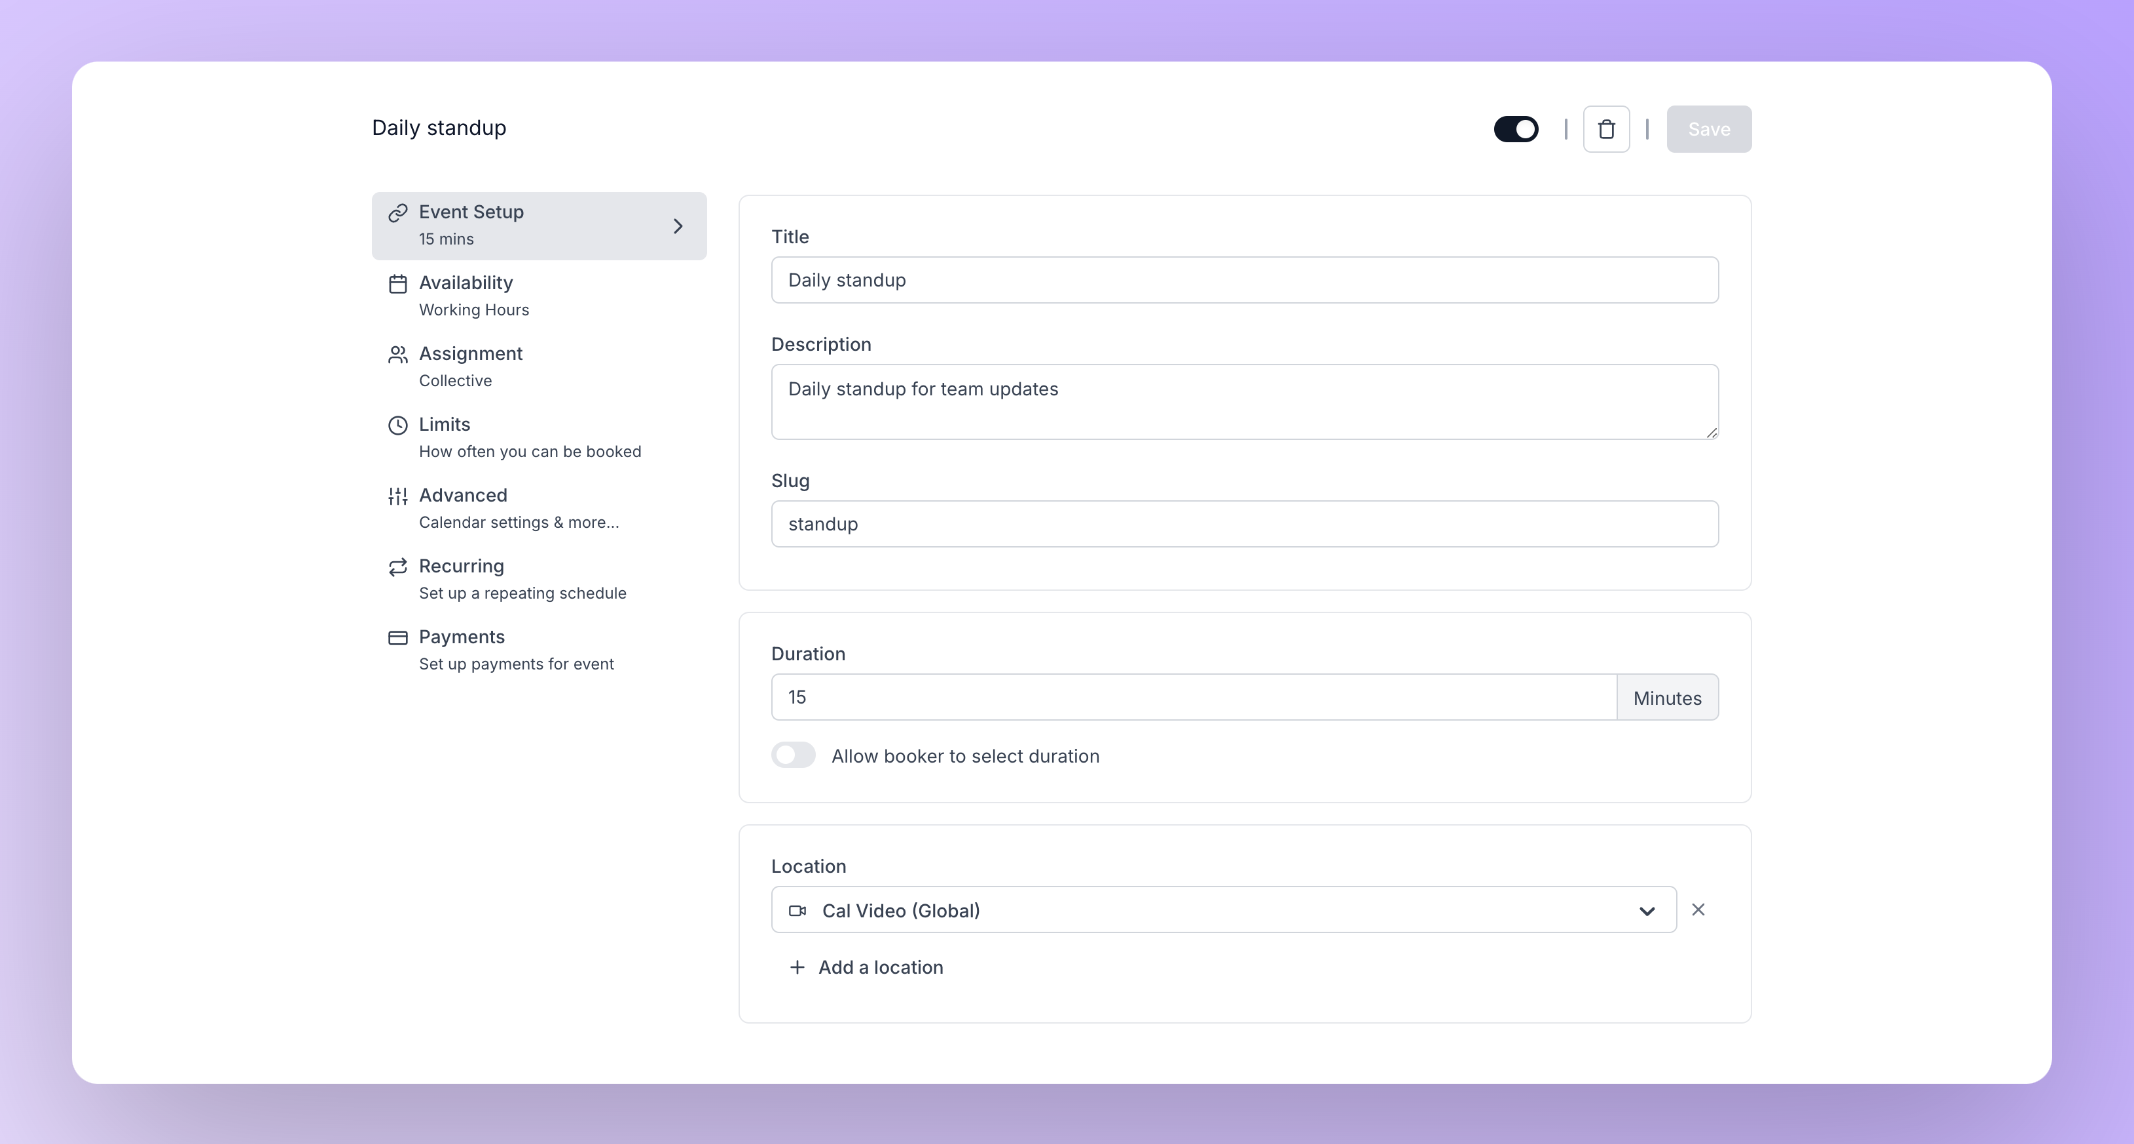 Daily standup
Save
Event Setup
15 mins
Availability
Working Hours
Assignment
Collective
Limits
How often you can be booked
Advanced
Calendar settings & more...
Recurring
Set up a repeating schedule
Payments
Set up payments for event
Title
Daily standup
Description
Daily standup for team updates
Slug
standup
Duration
15
Minutes
Allow booker to select duration
Location
Cal Video (Global)
Add a location